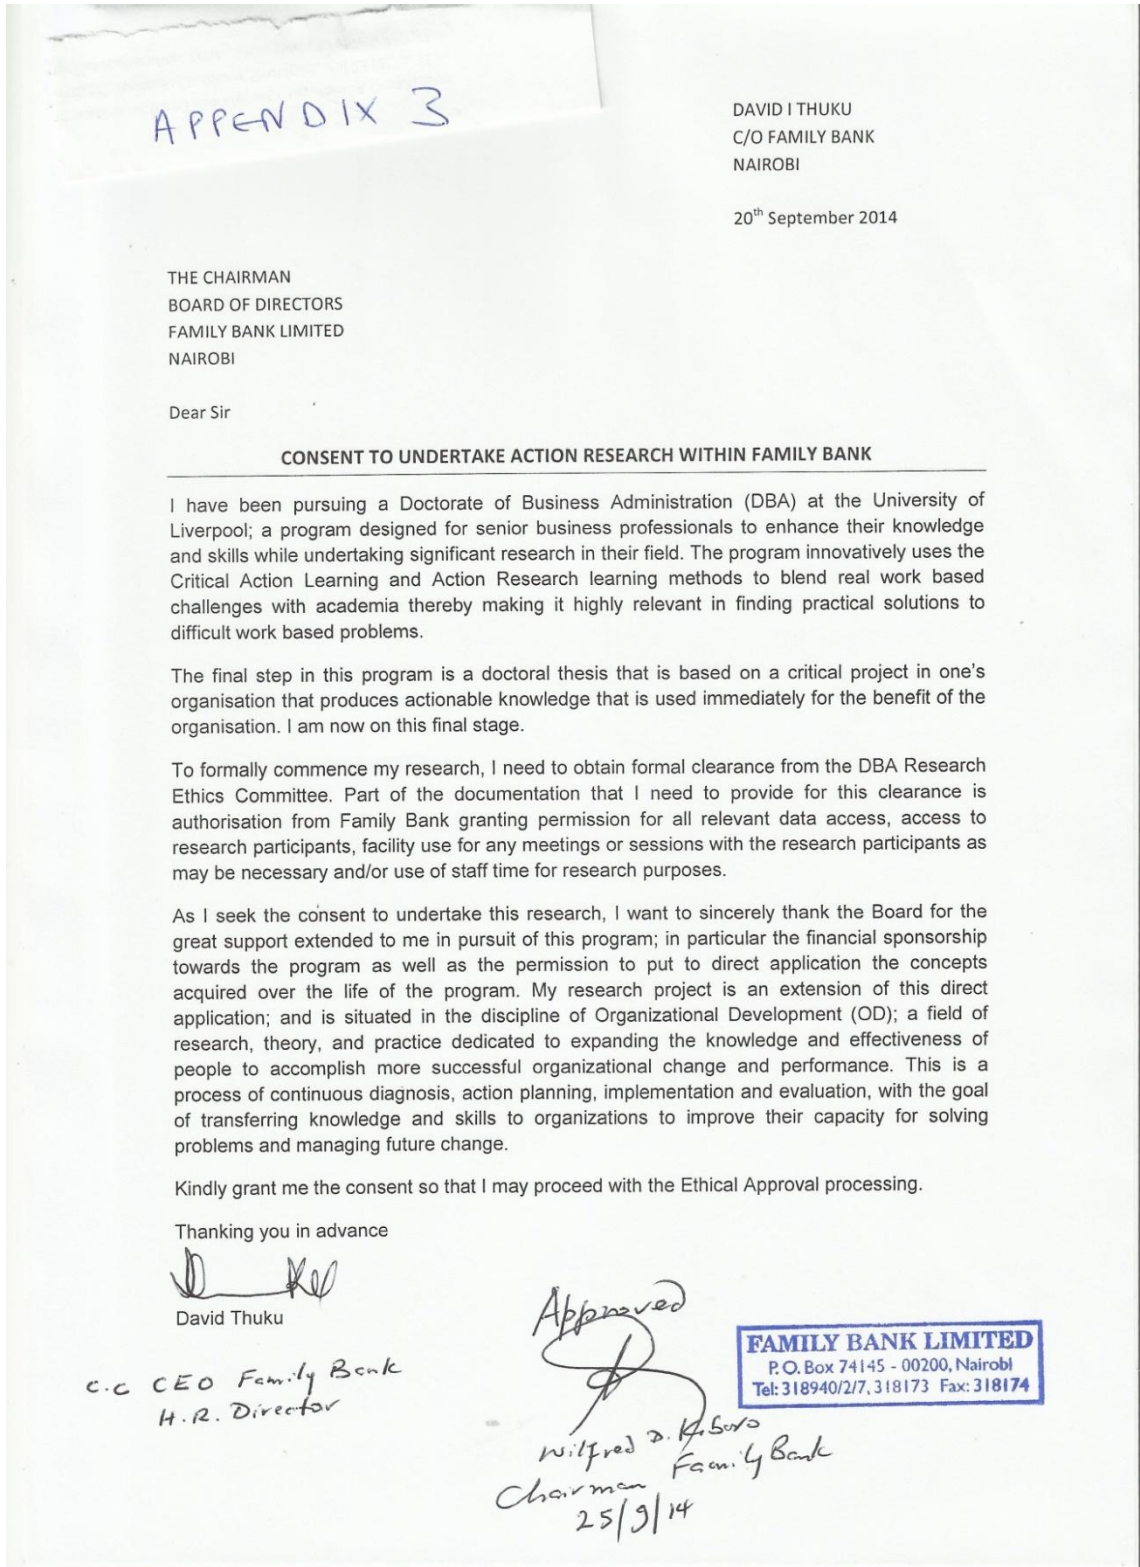 APPENDIX 3
DAVID I THUKU
C/O FAMILY BANK
NAIROBI
20th September 2014
THE CHAIRMAN
BOARD OF DIRECTORS
FAMILY BANK LIMITED
NAIROBI
Dear Sir
CONSENT TO UNDERTAKE ACTION RESEARCH WITHIN FAMILY BANK
I have been pursuing a Doctorate of Business Administration (DBA) at the University of
Liverpool; a program designed for senior business professionals to enhance their knowledge
and skills while undertaking significant research in their field. The program innovatively uses the
Critical Action Learning and Action Research learning methods to blend real work based
challenges with academia thereby making it highly relevant in finding practical solutions to
difficult work based problems.
The final step in this program is a doctoral thesis that is based on a critical project in one's
organisation that produces actionable knowledge that is used immediately for the benefit of the
organisation. I am now on this final stage.
To formally commence my research, I need to obtain formal clearance from the DBA Research
Ethics Committee. Part of the documentation that I need to provide for this clearance is
authorisation from Family Bank granting permission for all relevant data access, access to
research participants, facility use for any meetings or sessions with the research participants as
may be necessary and/or use of staff time for research purposes.
As I seek the consent to undertake this research, I want to sincerely thank the Board for the
great support extended to me in pursuit of this program; in particular the financial sponsorship
towards the program as well as the permission to put to direct application the concepts
acquired over the life of the program. My research project is an extension of this direct
application; and is situated in the discipline of Organizational Development (OD); a field of
research, theory, and practice dedicated to expanding the knowledge and effectiveness of
people to accomplish more successful organizational change and performance. This is a
process of continuous diagnosis, action planning, implementation and evaluation, with the goal
of transferring knowledge and skills to organizations to improve their capacity for solving
problems and managing future change.
Kindly grant me the consent so that I may proceed with the Ethical Approval processing.
Thanking you in advance
David Thuku
c.c CEO Family Bank
H.R. Director
Approved
FAMILY BANK LIMITED
P.O. Box 74145 - 00200, Nairobi
Tel: 318940/2/7, 318173 Fax: 318174
Wilfred D. Kiboro
Chairman Family Bank
25/9/14